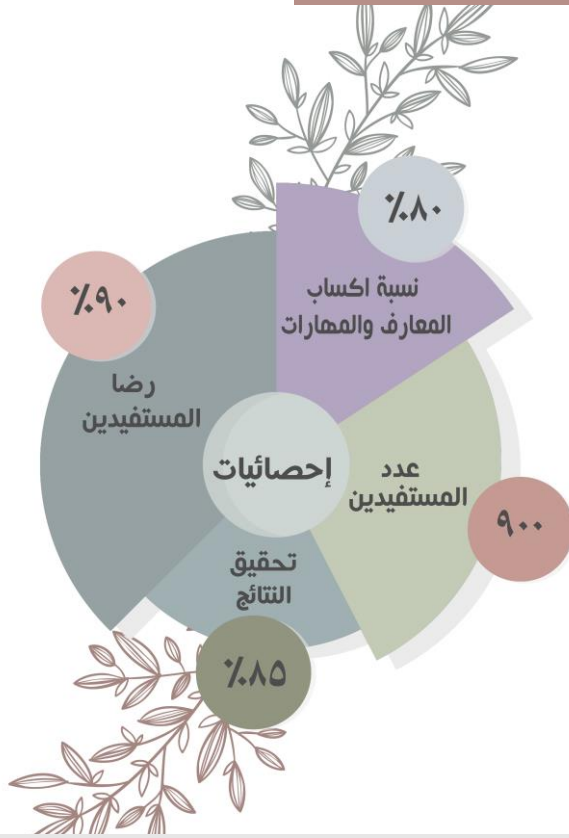 ٪٨٠
نسبة اكساب
المعارف والمهارات
٪٩٠
رضا
المستفيدين
إحصائيات
عدد
المستفيدين
٩٠٠
تحقيق
النتائج
٪٨٥